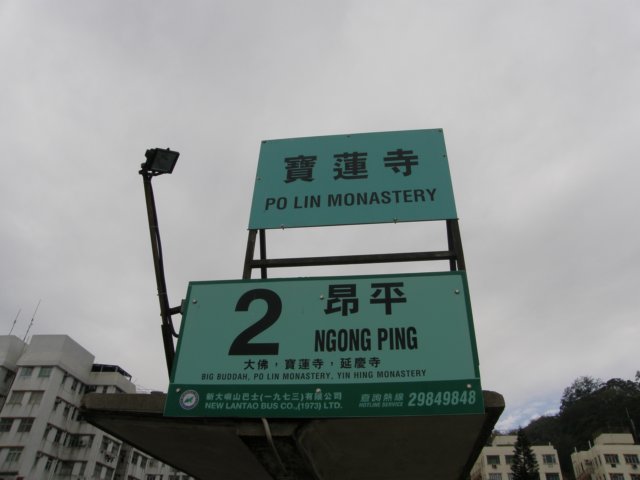 寶蓮寺
PO LIN MONASTERY
2 昂平
NGONG PING
大佛，寶蓮寺，延慶寺
BIG BUDDAH, PO LIN MONASTERY, YIN HING MONASTERY
新大嶼山巴士(一九七三)有限公司 查詢熱線
NEW LANTAO BUS CO.,(1973) LTD. HOTLINE SERVICE 29849848